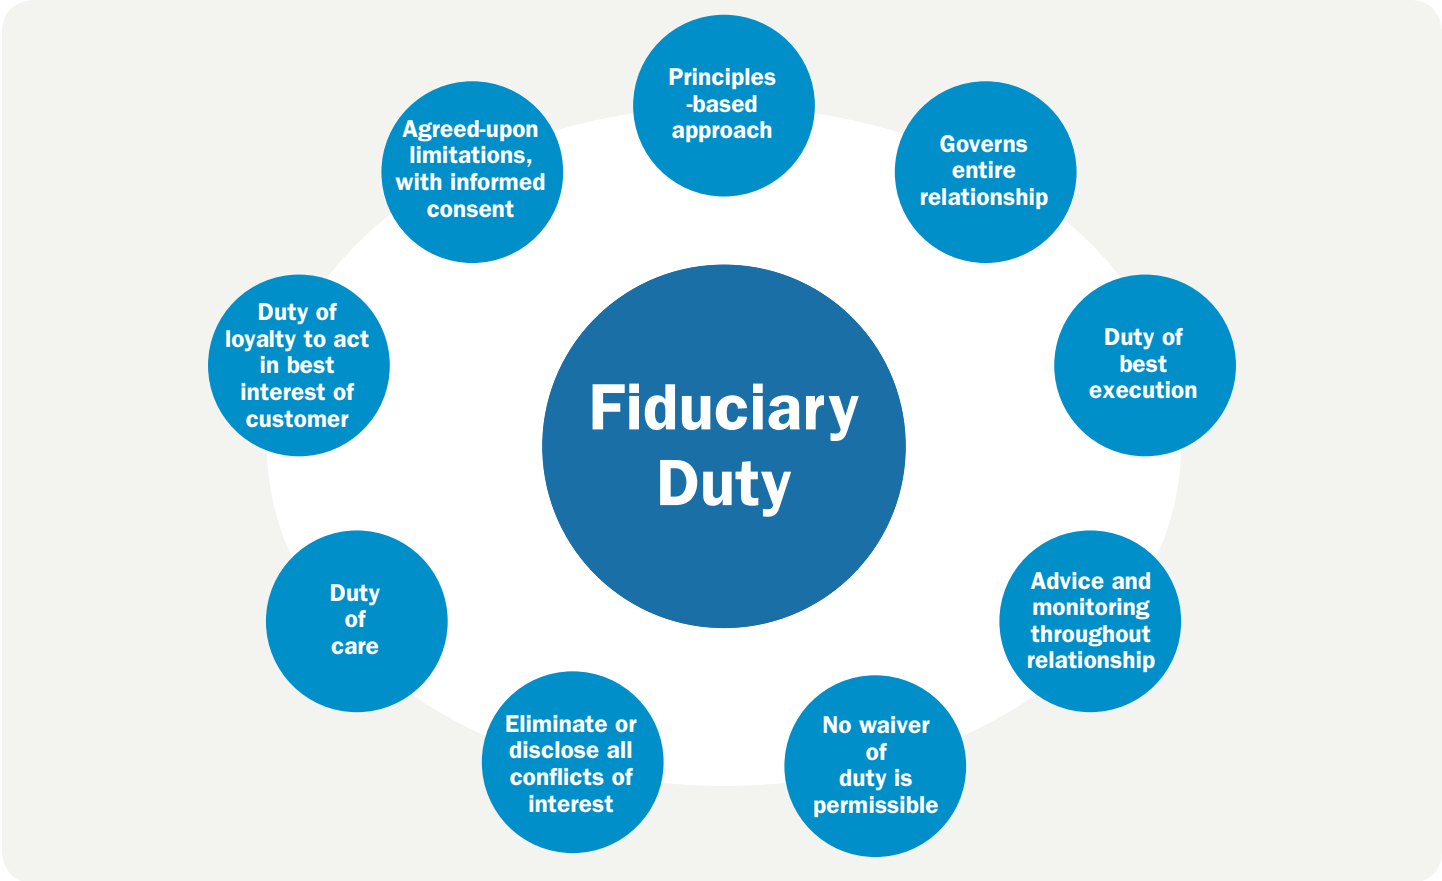 Principles
-based
approach
Governs
entire
relationship
Duty of
best
execution
Advice and
monitoring
throughout
relationship
No waiver
of
duty is
permissible
Eliminate or
disclose all
conflicts of
interest
Duty
of
care
Duty of
loyalty to act
in best
interest of
customer
Agreed-upon
limitations,
with informed
consent
Fiduciary
Duty